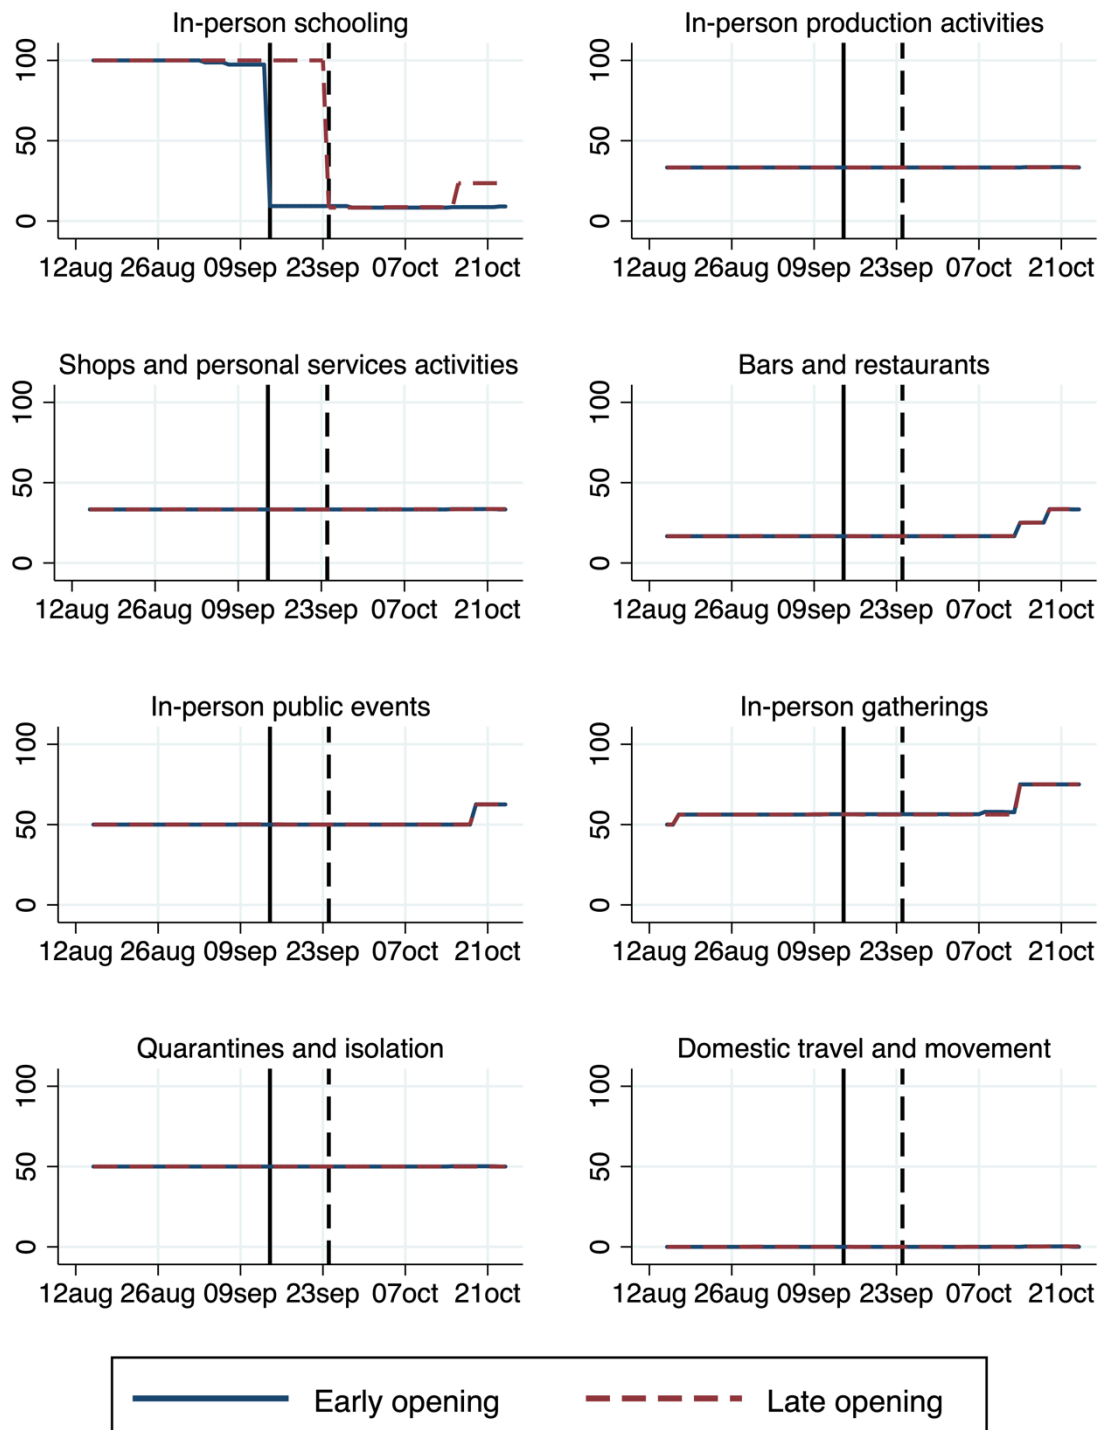 In-person schooling
In-person production activities
100
50
0
12aug 26aug 09sep 23sep 07oct 21oct
100
50
0
12aug 26aug 09sep 23sep 07oct 21oct
Shops and personal services activities
Bars and restaurants
100
50
0
12aug 26aug 09sep 23sep 07oct 21oct
100
50
0
12aug 26aug 09sep 23sep 07oct 21oct
In-person public events
In-person gatherings
100
50
0
12aug 26aug 09sep 23sep 07oct 21oct
100
50
0
12aug 26aug 09sep 23sep 07oct 21oct
Quarantines and isolation
Domestic travel and movement
100
50
0
12aug 26aug 09sep 23sep 07oct 21oct
100
50
0
12aug 26aug 09sep 23sep 07oct 21oct
Early opening
Late opening